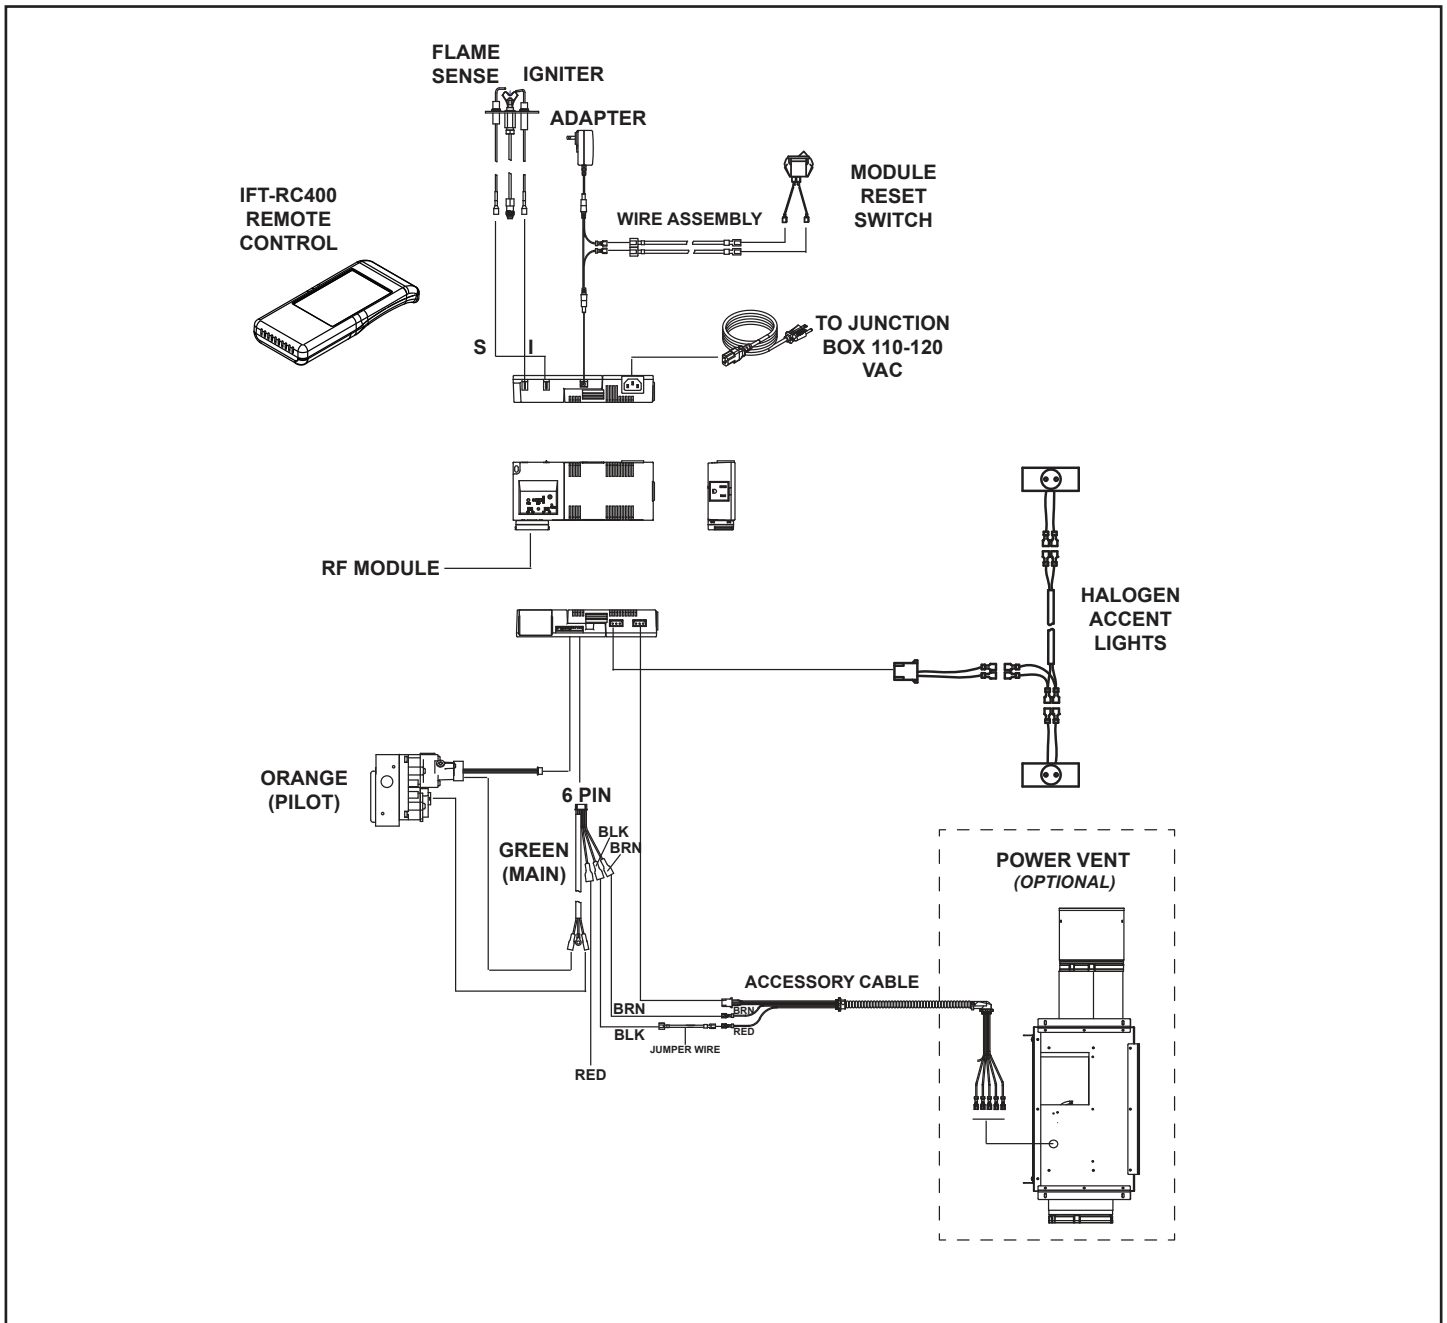 FLAME
SENSE
IGNITER
ADAPTER
MODULE
RESET
SWITCH
WIRE ASSEMBLY
IFT-RC400
REMOTE
CONTROL
S
I
TO JUNCTION
BOX 110-120
VAC
RF MODULE
HALOGEN
ACCENT
LIGHTS
ORANGE
(PILOT)
6 PIN
BLK
BRN
GREEN
(MAIN)
POWER VENT
(OPTIONAL)
ACCESSORY CABLE
BRN
BRN
BLK
RED
JUMPER WIRE
RED